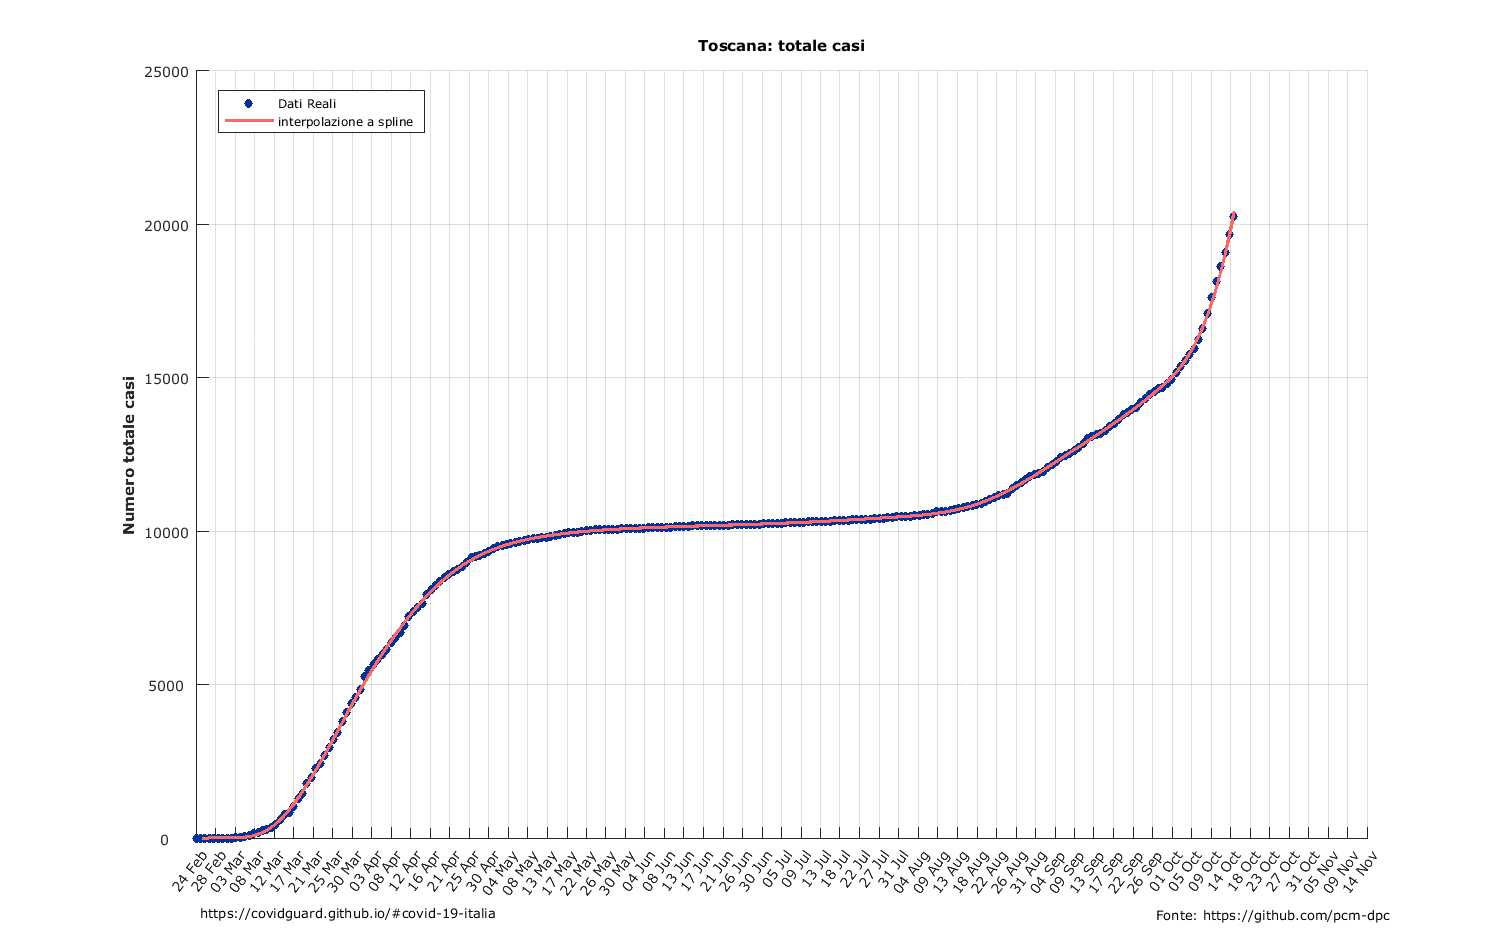 Toscana: totale casi
25000
20000
15000
10000
5000
0
Numero totale casi
Dati Reali
interpolazione a spline
24 Feb
28 Feb
03 Mar
08 Mar
12 Mar
17 Mar
21 Mar
25 Mar
30 Mar
03 Apr
08 Apr
12 Apr
16 Apr
21 Apr
25 Apr
30 Apr
04 May
08 May
13 May
17 May
22 May
26 May
30 May
04 Jun
08 Jun
13 Jun
17 Jun
21 Jun
26 Jun
30 Jun
05 Jul
09 Jul
13 Jul
18 Jul
22 Jul
27 Jul
31 Jul
04 Aug
09 Aug
13 Aug
18 Aug
22 Aug
26 Aug
31 Aug
04 Sep
09 Sep
13 Sep
17 Sep
22 Sep
26 Sep
01 Oct
05 Oct
09 Oct
14 Oct
18 Oct
23 Oct
27 Oct
31 Oct
05 Nov
09 Nov
14 Nov
https://covidguard.github.io/#covid-19-italia
Fonte: https://github.com/pcm-dpc